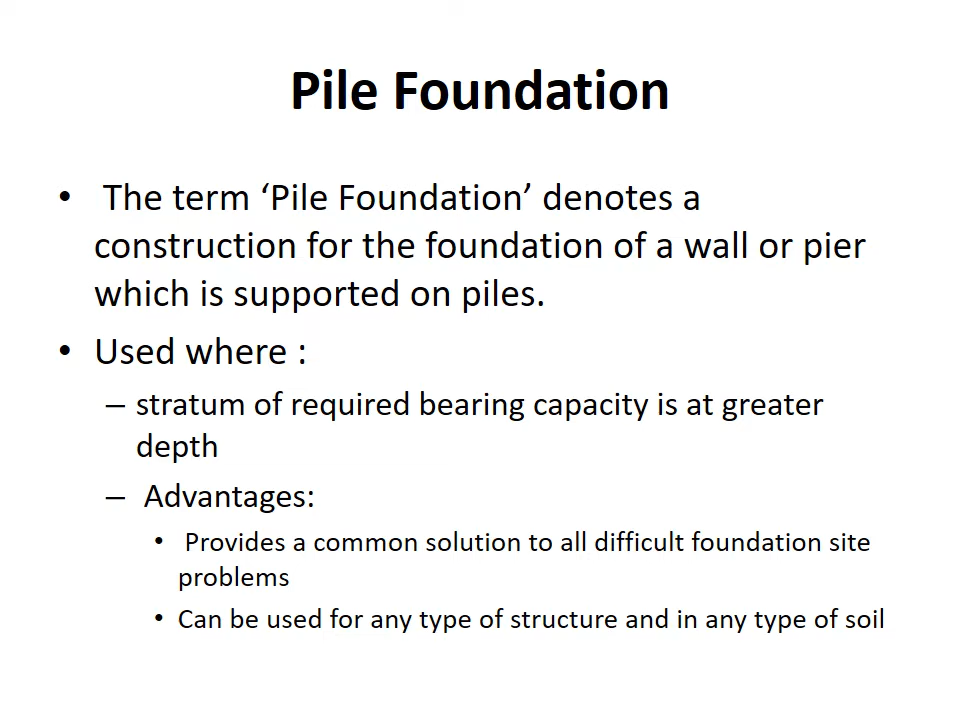 Pile Foundation
• The term ‘Pile Foundation’ denotes a
construction for the foundation of a wall or pier
which is supported on piles.
• Used where :
– stratum of required bearing capacity is at greater
depth
– Advantages:
• Provides a common solution to all difficult foundation site
problems
• Can be used for any type of structure and in any type of soil